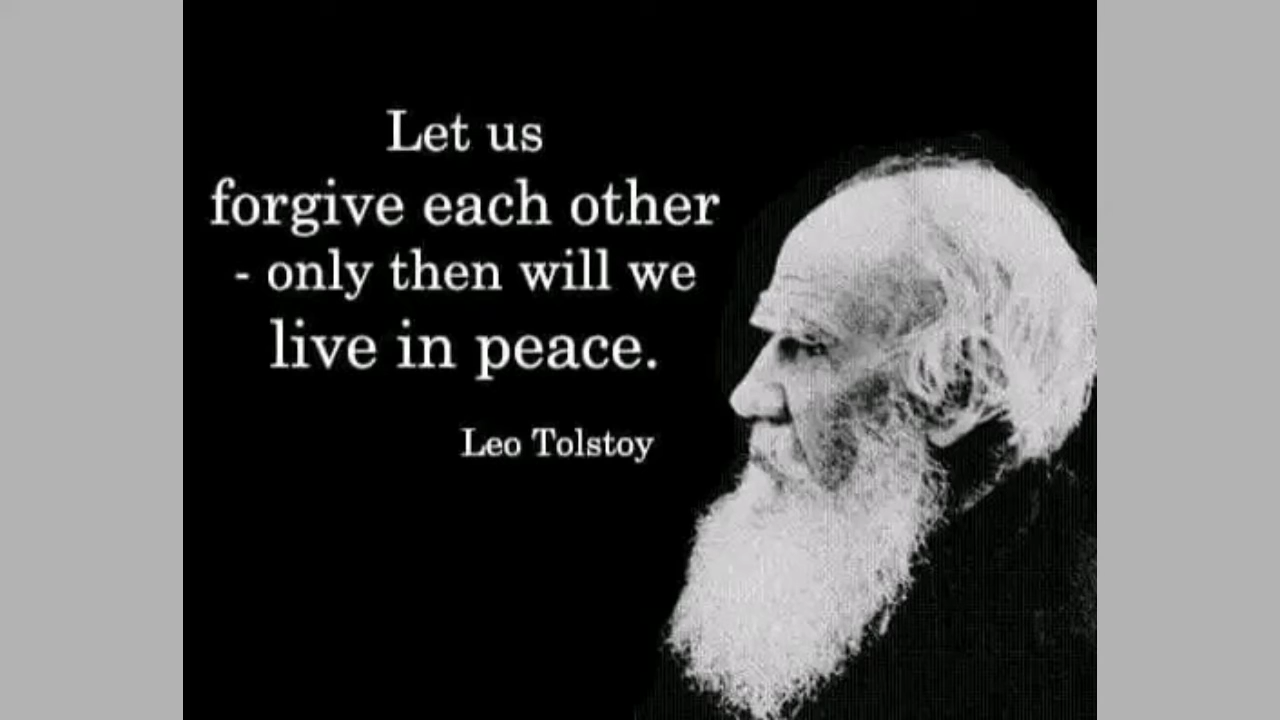 Let us
forgive each other
- only then will we
live in peace.
Leo Tolstoy